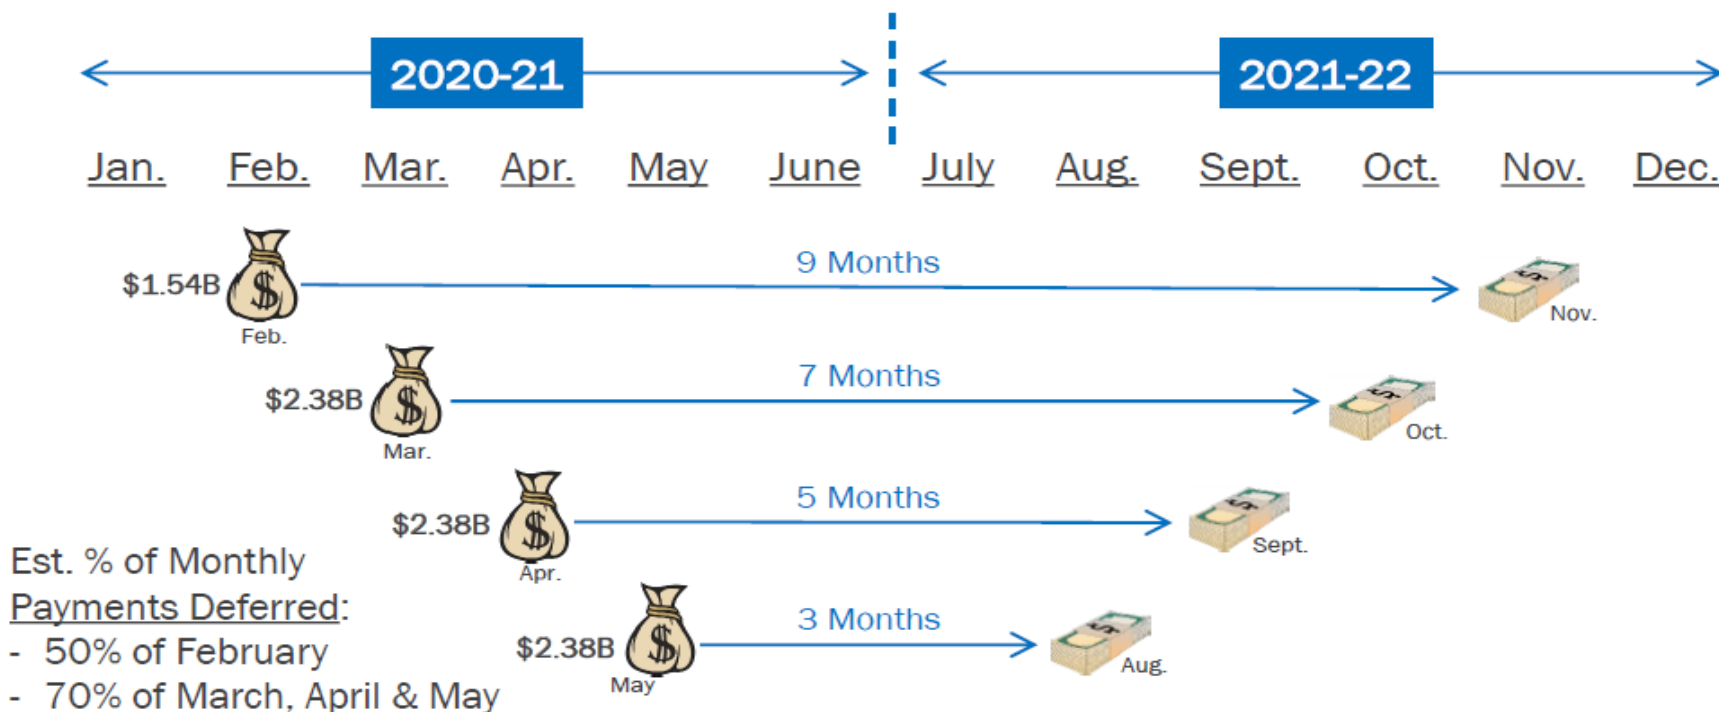 2020-21
2021-22
Jan. Feb. Mar. Apr. May June July Aug. Sept. Oct. Nov. Dec.
9 Months
$1.54B
$
Feb.
Nov.
7 Months
$2.38B
$
Mar.
Oct.
5 Months
$2.38B
$
Apr.
Sept.
3 Months
$2.38B
$
May
Aug.
Est. % of Monthly
Payments Deferred:
- 50% of February
- 70% of March, April & May